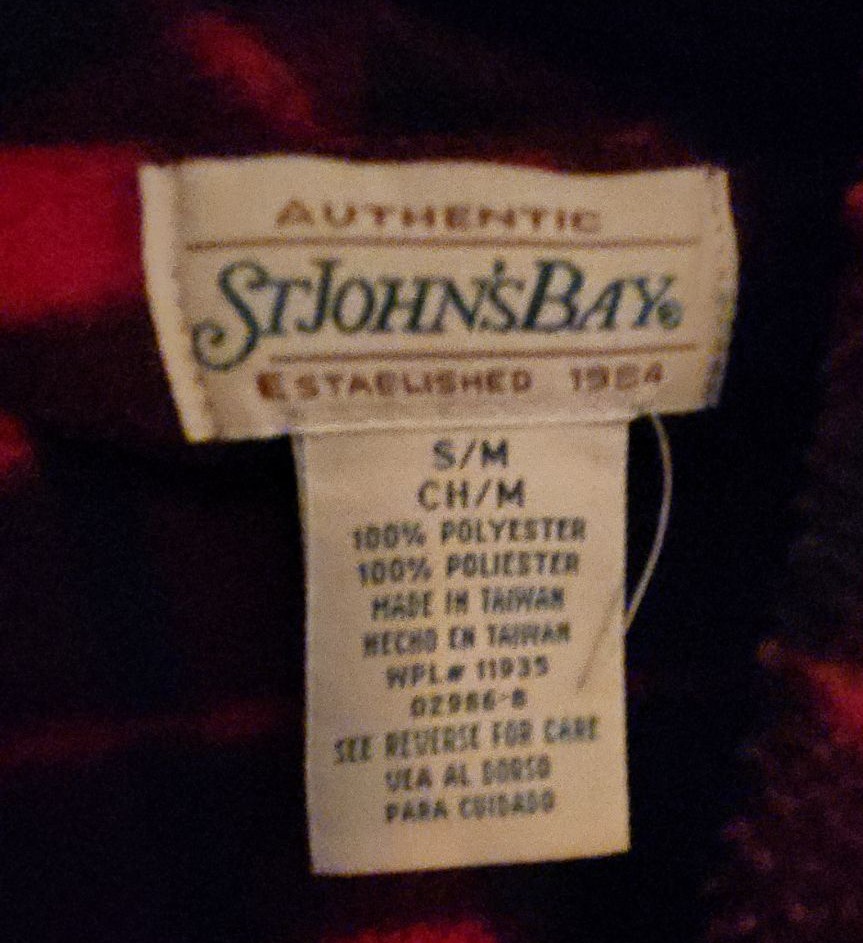 AUTHENTIC
ST JOHN'S BAY®
ESTABLISHED 1984
S/M
CH/M
100% POLYESTER
100% POLIESTER
MADE IN TAIWAN
HECHO EN TAIWAN
WPL# 11935
02986-8
SEE REVERSE FOR CARE
VEA AL DORSO
PARA CUIDADO